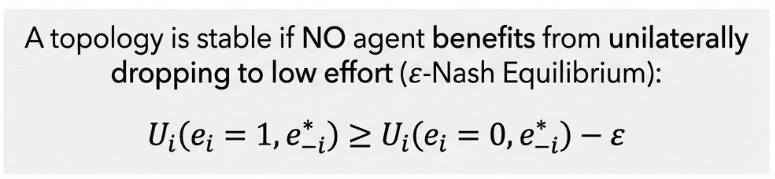 A topology is stable if NO agent benefits from unilaterally
dropping to low effort (ε-Nash Equilibrium):
Uᵢ(eᵢ = 1, e*₋ᵢ) ≥ Uᵢ(eᵢ = 0, e*₋ᵢ) − ε